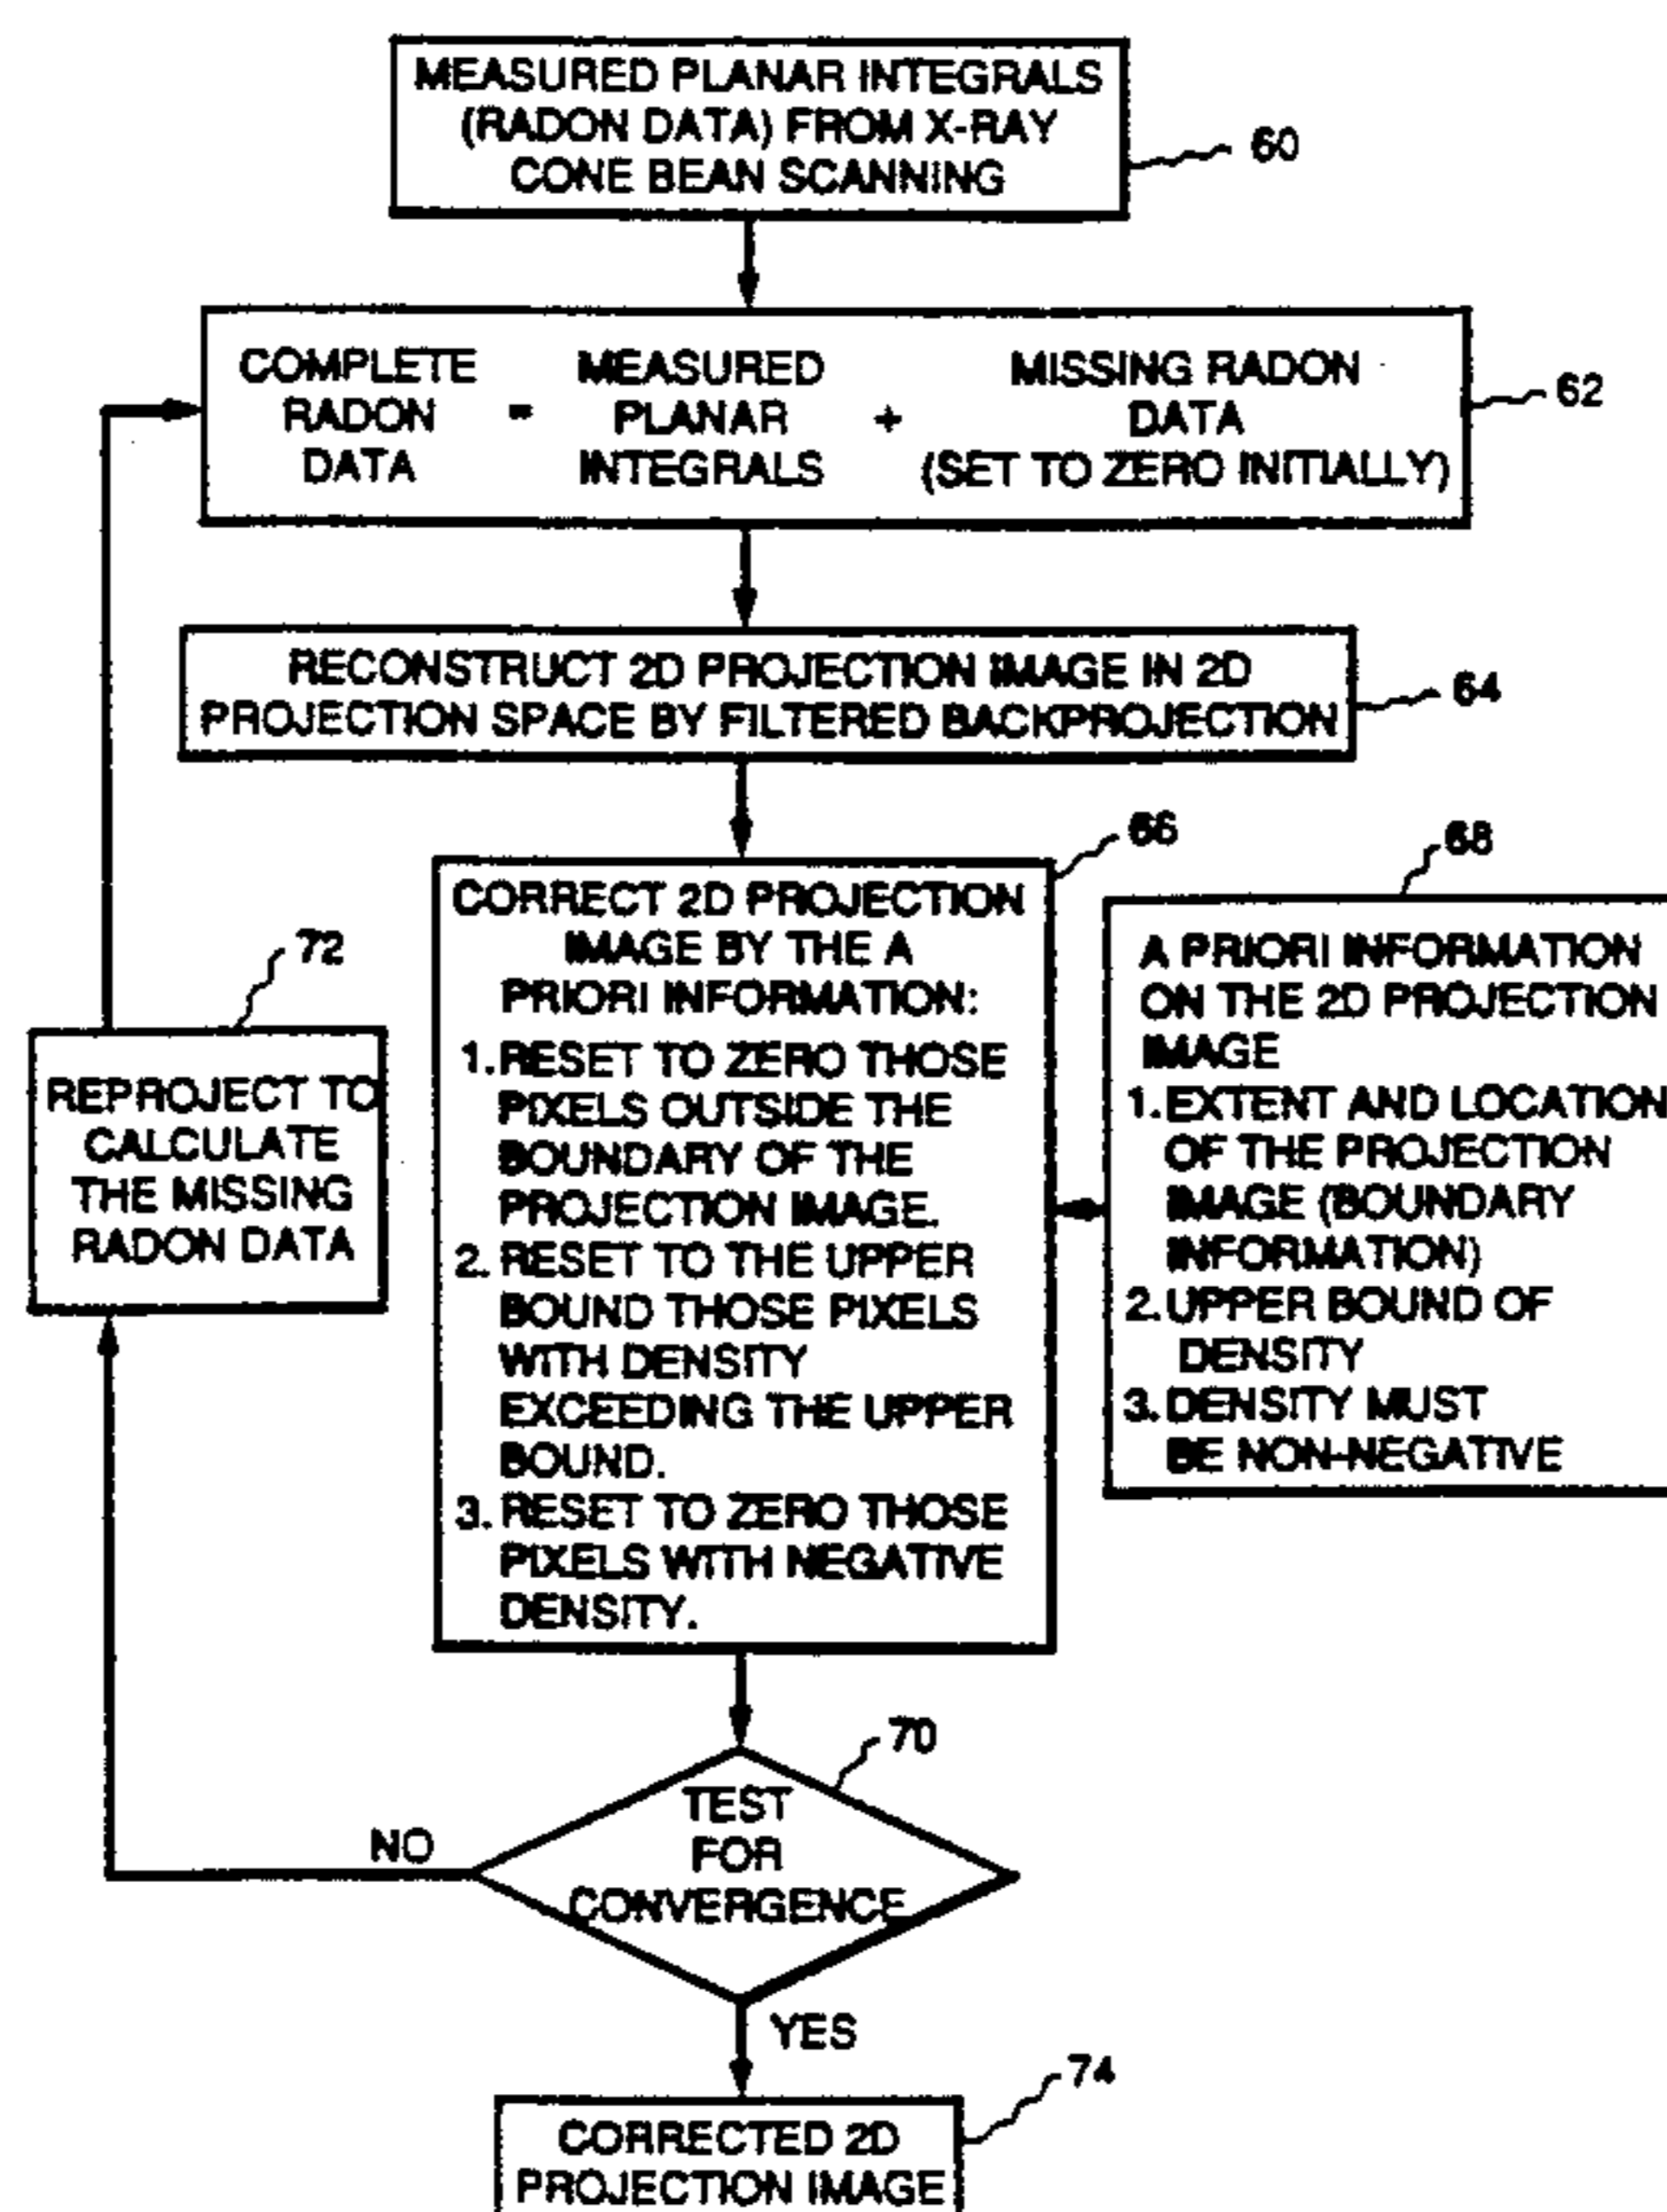 MEASURED PLANAR INTEGRALS
(RADON DATA) FROM X-RAY
CONE BEAN SCANNING
60
COMPLETE
RADON
DATA
=
MEASURED
PLANAR
INTEGRALS
+
MISSING RADON
DATA
(SET TO ZERO INITIALLY)
62
RECONSTRUCT 2D PROJECTION IMAGE IN 2D
PROJECTION SPACE BY FILTERED BACKPROJECTION
64
66
CORRECT 2D PROJECTION
IMAGE BY THE A
PRIORI INFORMATION:
1. RESET TO ZERO THOSE
PIXELS OUTSIDE THE
BOUNDARY OF THE
PROJECTION IMAGE.
2. RESET TO THE UPPER
BOUND THOSE PIXELS
WITH DENSITY
EXCEEDING THE UPPER
BOUND.
3. RESET TO ZERO THOSE
PIXELS WITH NEGATIVE
DENSITY.
68
A PRIORI INFORMATION
ON THE 2D PROJECTION
IMAGE
1. EXTENT AND LOCATION
OF THE PROJECTION
IMAGE (BOUNDARY
INFORMATION)
2. UPPER BOUND OF
DENSITY
3. DENSITY MUST
BE NON-NEGATIVE
72
REPROJECT TO
CALCULATE
THE MISSING
RADON DATA
70
TEST
FOR
CONVERGENCE
NO
YES
74
CORRECTED 2D
PROJECTION IMAGE